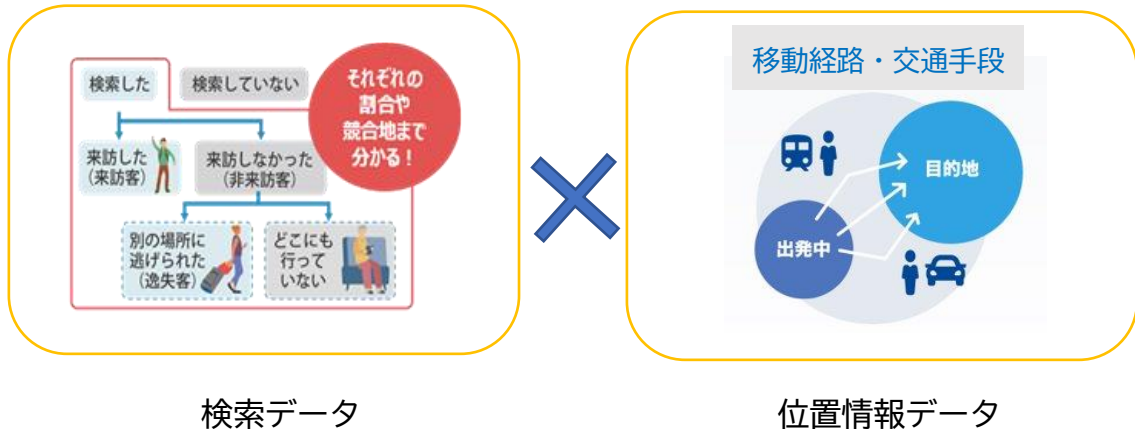 検索した
検索していない
それぞれの
割合や
競合地まで
分かる！
来訪した
（来訪客）
来訪しなかった
（非来訪客）
別の場所に
逃げられた
（逸失客）
どこにも
行って
いない
検索データ
移動経路・交通手段
目的地
出発中
位置情報データ